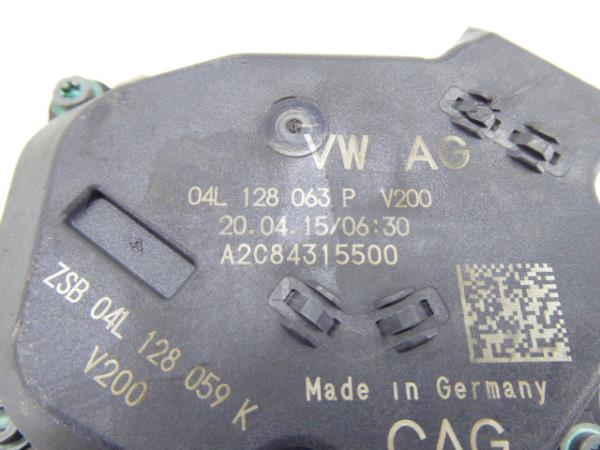 VW AG
04L 128 063 P V200
20.04.15/06:30
A2C84315500
ZSB 04L 128 059 K
V200
Made in Germany
CAG